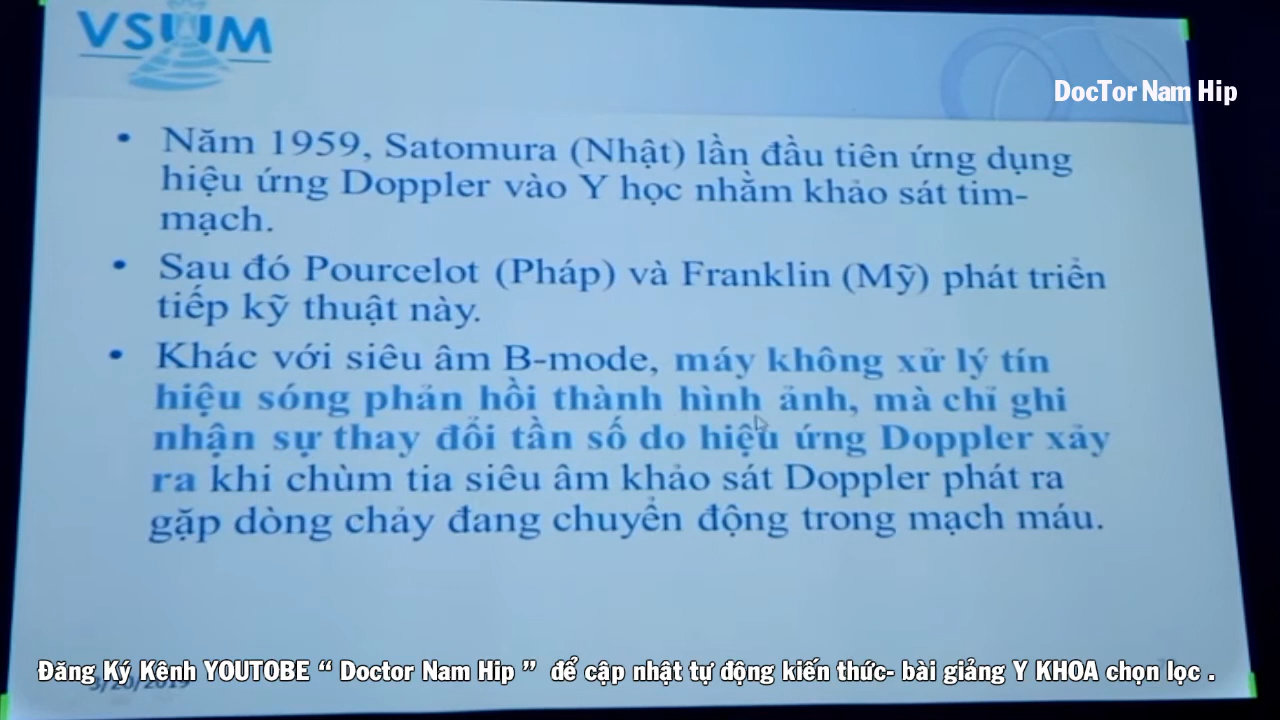 VSUM
DocTor Nam Hip
• Năm 1959, Satomura (Nhật) lần đầu tiên ứng dụng
hiệu ứng Doppler vào Y học nhằm khảo sát tim-
mạch.
• Sau đó Pourcelot (Pháp) và Franklin (Mỹ) phát triển
tiếp kỹ thuật này.
• Khác với siêu âm B-mode, máy không xử lý tín
hiệu sóng phản hồi thành hình ảnh, mà chỉ ghi
nhận sự thay đổi tần số do hiệu ứng Doppler xảy
ra khi chùm tia siêu âm khảo sát Doppler phát ra
gặp dòng chảy đang chuyển động trong mạch máu.
Đăng Ký Kênh YOUTOBE “ Doctor Nam Hip ” để cập nhật tự động kiến thức- bài giảng Y KHOA chọn lọc .